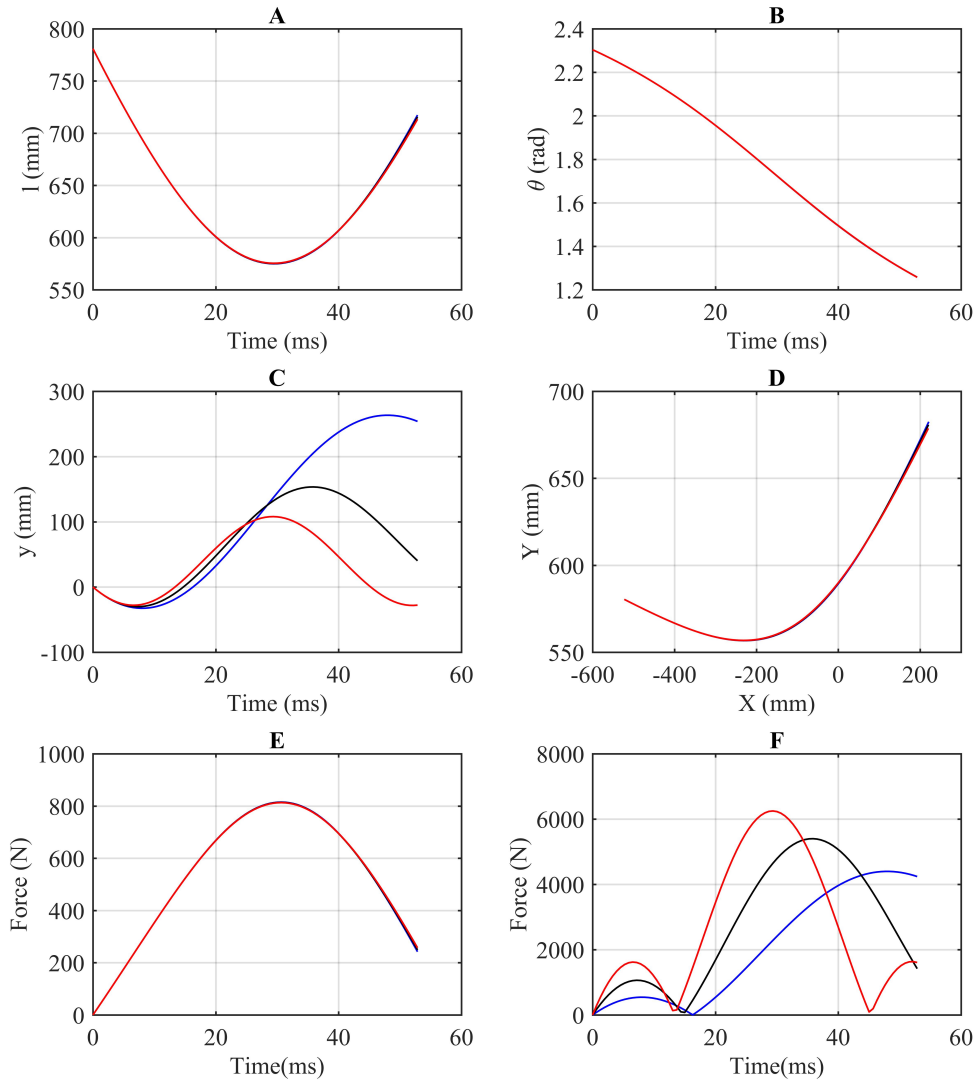 A
800
750
700
650
600
550
l (mm)
0 20 40 60
Time (ms)
B
2.4
2.2
2
1.8
1.6
1.4
1.2
θ (rad)
0 20 40 60
Time (ms)
C
300
200
100
0
-100
y (mm)
0 20 40 60
Time (ms)
D
700
650
600
550
Y (mm)
-600 -400 -200 0 200
X (mm)
E
1000
800
600
400
200
0
Force (N)
0 20 40 60
Time(ms)
F
8000
6000
4000
2000
0
Force (N)
0 20 40 60
Time(ms)